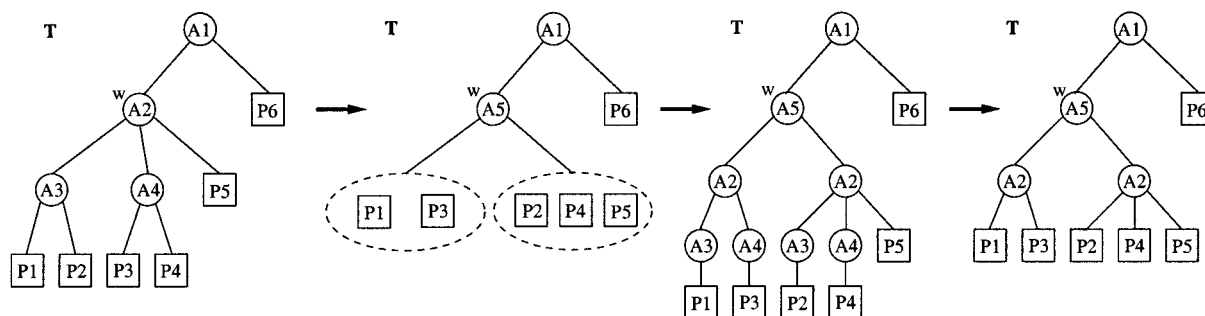 T A1 T A1 T A1 T A1
w A2 P6 w A5 P6 w A5 P6 w A5 P6
A3 A4 P5 A2 A2 A2 A2
P1 P3 P2 P4 P5
A3 A4 A3 A4 P5 P1 P3 P2 P4 P5
P1 P2 P3 P4
P1 P3 P2 P4